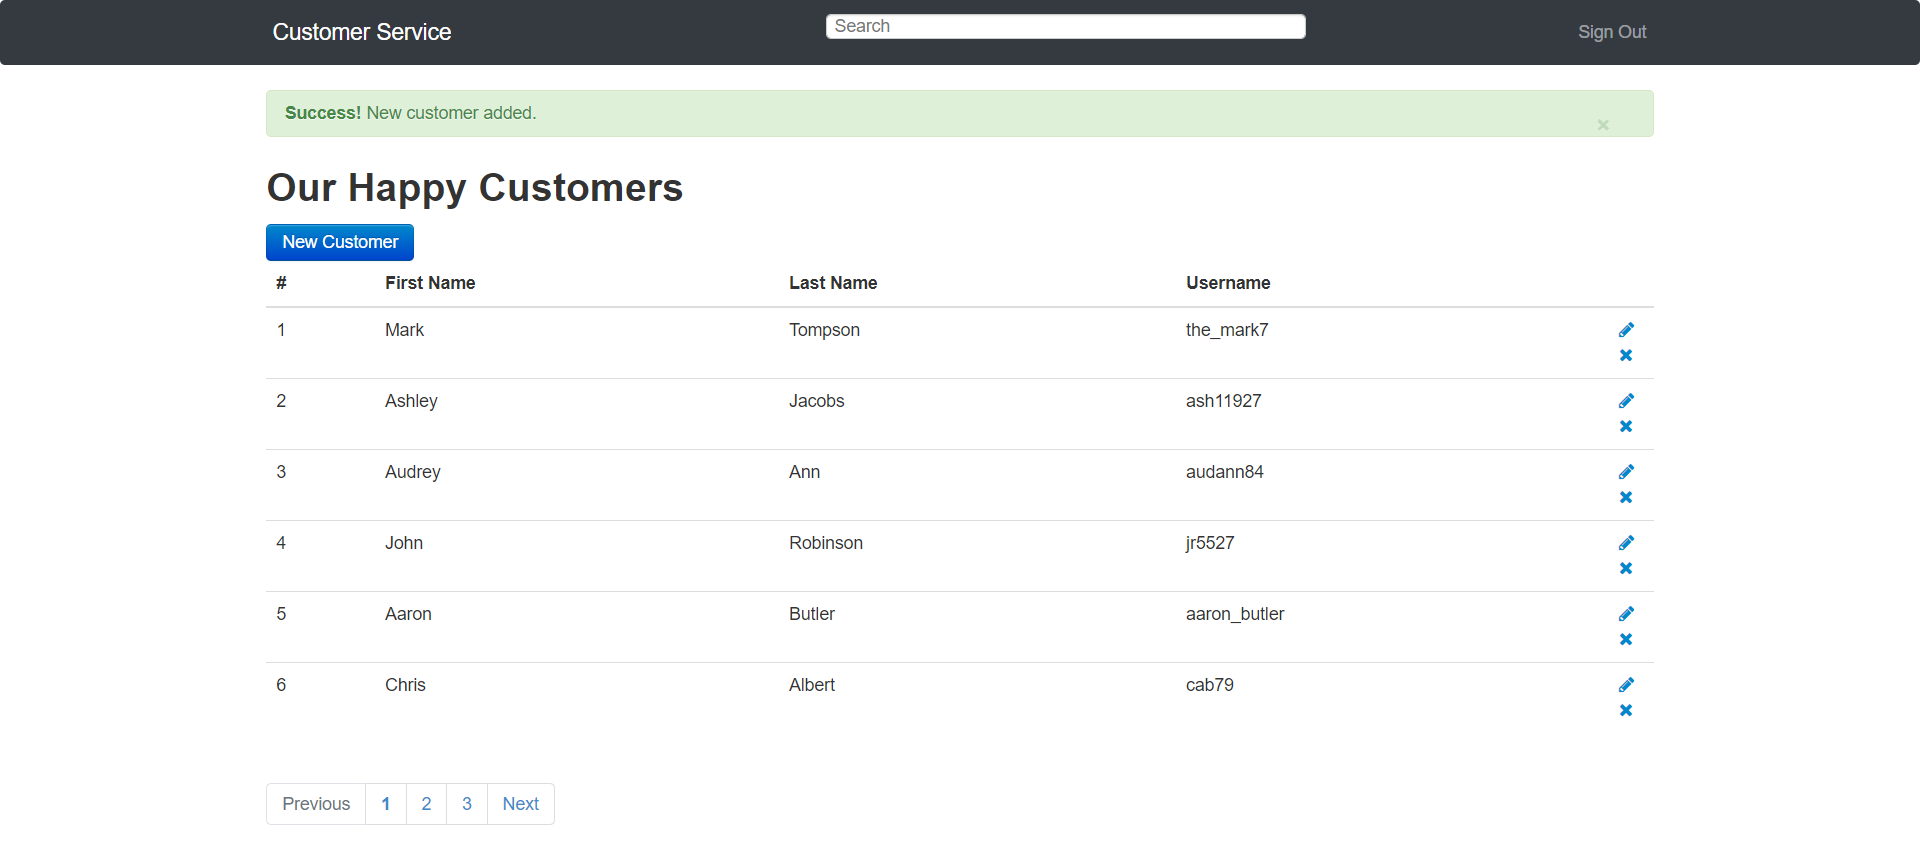 Customer Service Search Sign Out
Success! New customer added. ×
Our Happy Customers
New Customer
# First Name Last Name Username
1 Mark Tompson the_mark7
2 Ashley Jacobs ash11927
3 Audrey Ann audann84
4 John Robinson jr5527
5 Aaron Butler aaron_butler
6 Chris Albert cab79
Previous 1 2 3 Next